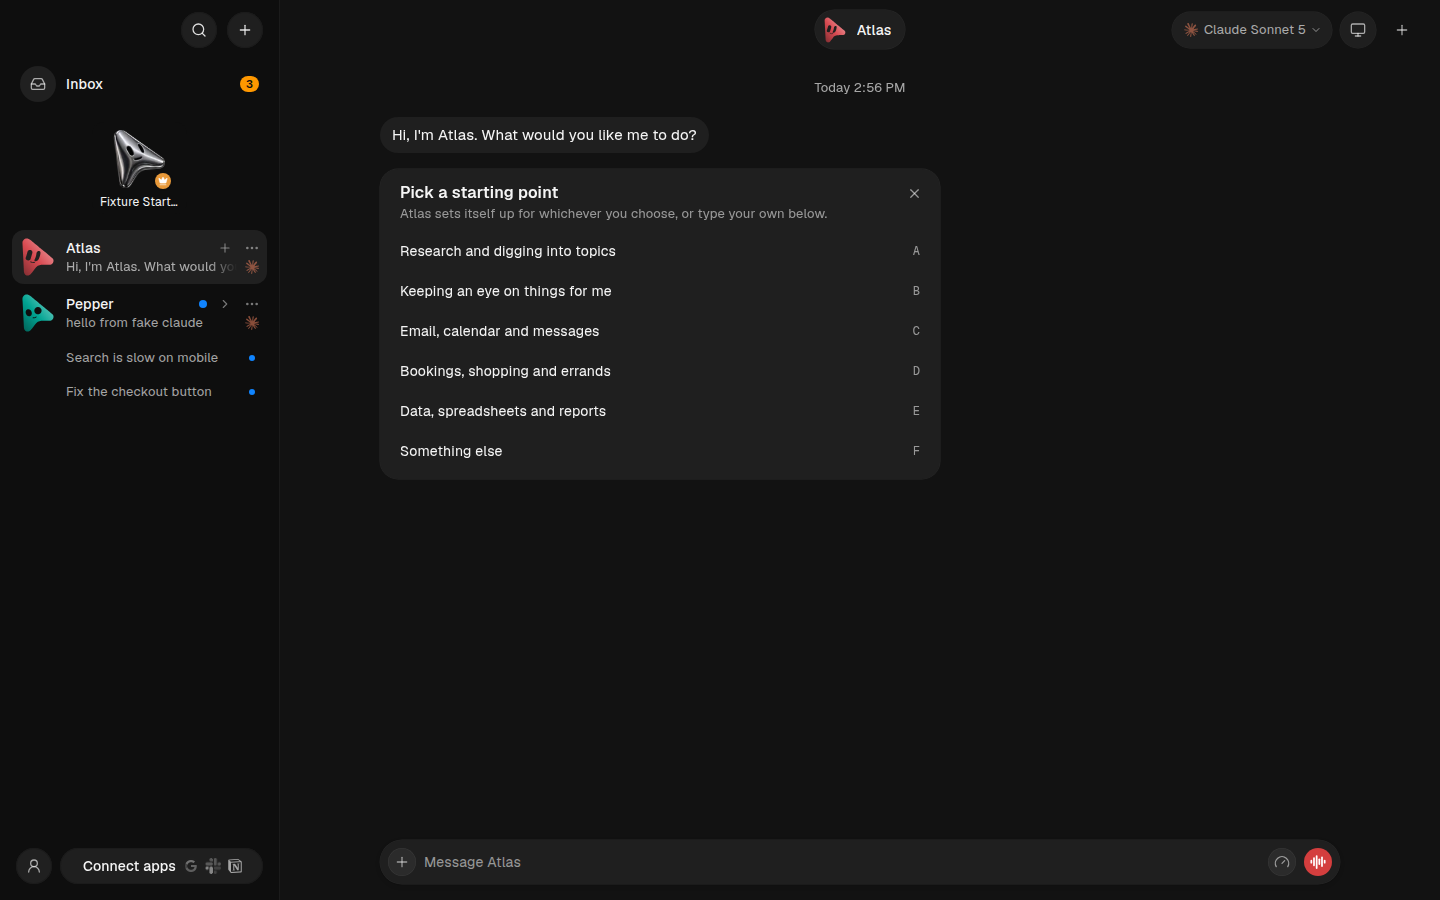 Inbox
3
Fixture Start...
Atlas
Hi, I'm Atlas. What would yo
Pepper
hello from fake claude
Search is slow on mobile
Fix the checkout button
Connect apps
Atlas
Claude Sonnet 5
Today 2:56 PM
Hi, I'm Atlas. What would you like me to do?
Pick a starting point
Atlas sets itself up for whichever you choose, or type your own below.
Research and digging into topics A
Keeping an eye on things for me B
Email, calendar and messages C
Bookings, shopping and errands D
Data, spreadsheets and reports E
Something else F
Message Atlas